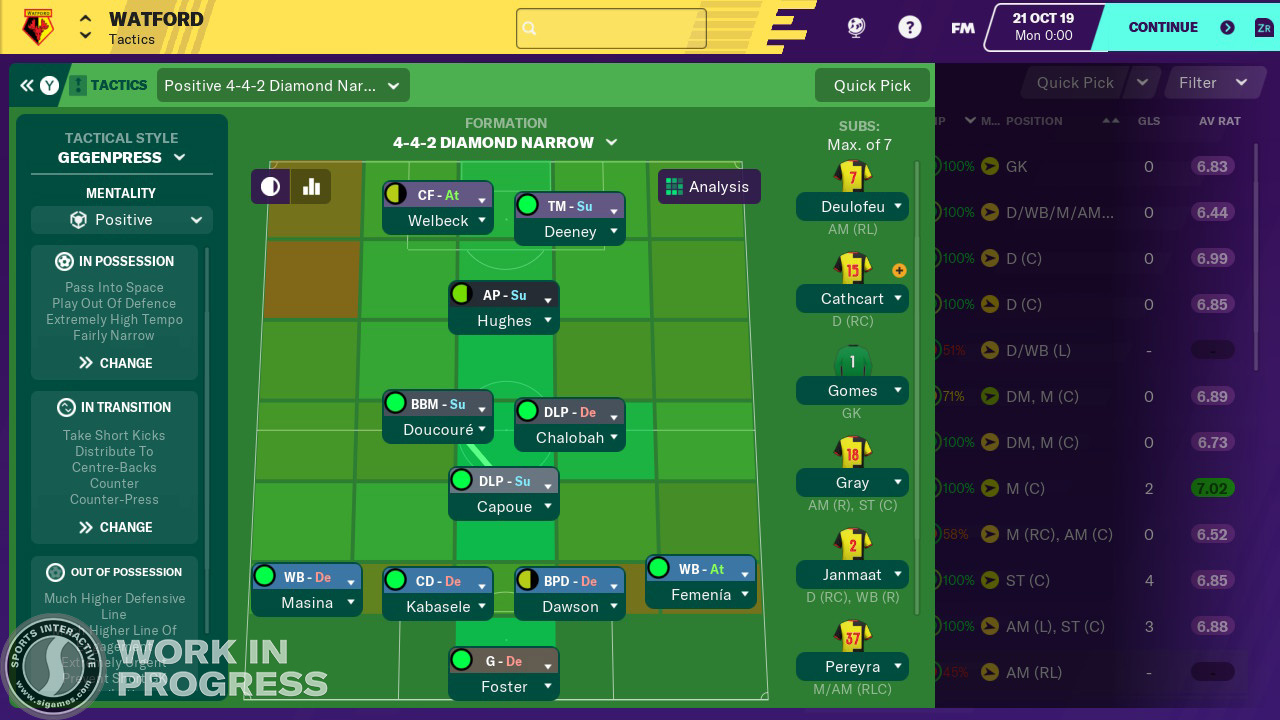 WATFORD
WATFORD
Tactics
?
FM
21 OCT 19
Mon 0:00
CONTINUE
ZR
Y
TACTICS
Positive 4-4-2 Diamond Nar...
Quick Pick
Quick Pick
Filter
TACTICAL STYLE
GEGENPRESS
MENTALITY
Positive
IN POSSESSION
Pass Into Space
Play Out Of Defence
Extremely High Tempo
Fairly Narrow
CHANGE
IN TRANSITION
Take Short Kicks
Distribute To
Centre-Backs
Counter
Counter-Press
CHANGE
OUT OF POSSESSION
Much Higher Defensive
Line
Higher Line Of
FORMATION
4-4-2 DIAMOND NARROW
Analysis
CF - At
Welbeck
TM - Su
Deeney
AP - Su
Hughes
BBM - Su
Doucouré
DLP - De
Chalobah
DLP - Su
Capoue
WB - De
Masina
CD - De
Kabasele
BPD - De
Dawson
WB - At
Femenía
G - De
Foster
SUBS:
Max. of 7
7
Deulofeu
AM (RL)
15
Cathcart
D (RC)
1
Gomes
GK
18
Gray
AM (R), ST (C)
2
Janmaat
D (RC), WB (R)
37
Pereyra
M/AM (RLC)
M... POSITION GLS AV RAT
100% GK 0 6.83
100% D/WB/M/AM... 0 6.44
100% D (C) 0 6.99
100% D (C) 0 6.85
51% D/WB (L) - -
71% DM, M (C) 0 6.89
100% DM, M (C) 0 6.73
100% M (C) 2 7.02
58% M (RC), AM (C) 0 6.52
100% ST (C) 4 6.85
100% AM (L), ST (C) 3 6.88
45% AM (RL) - -
SPORTS INTERACTIVE
www.sigames.com
WORK IN
PROGRESS